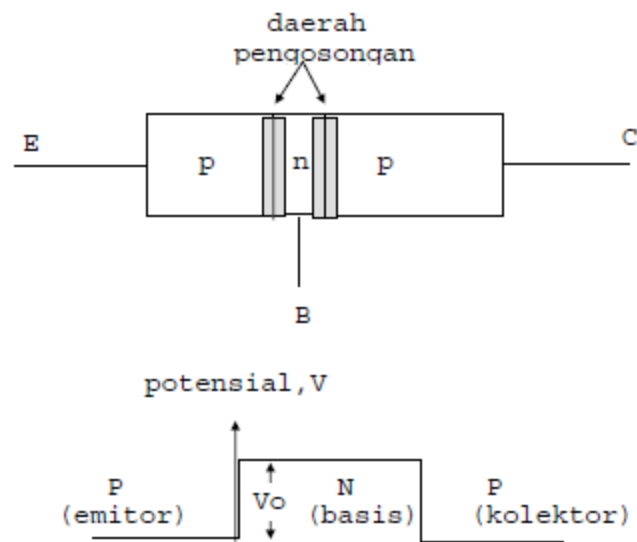 daerah
pengosongan
E
C
p
n
p
B
potensial,V
P
Vo
N
P
(emitor)
(basis)
(kolektor)